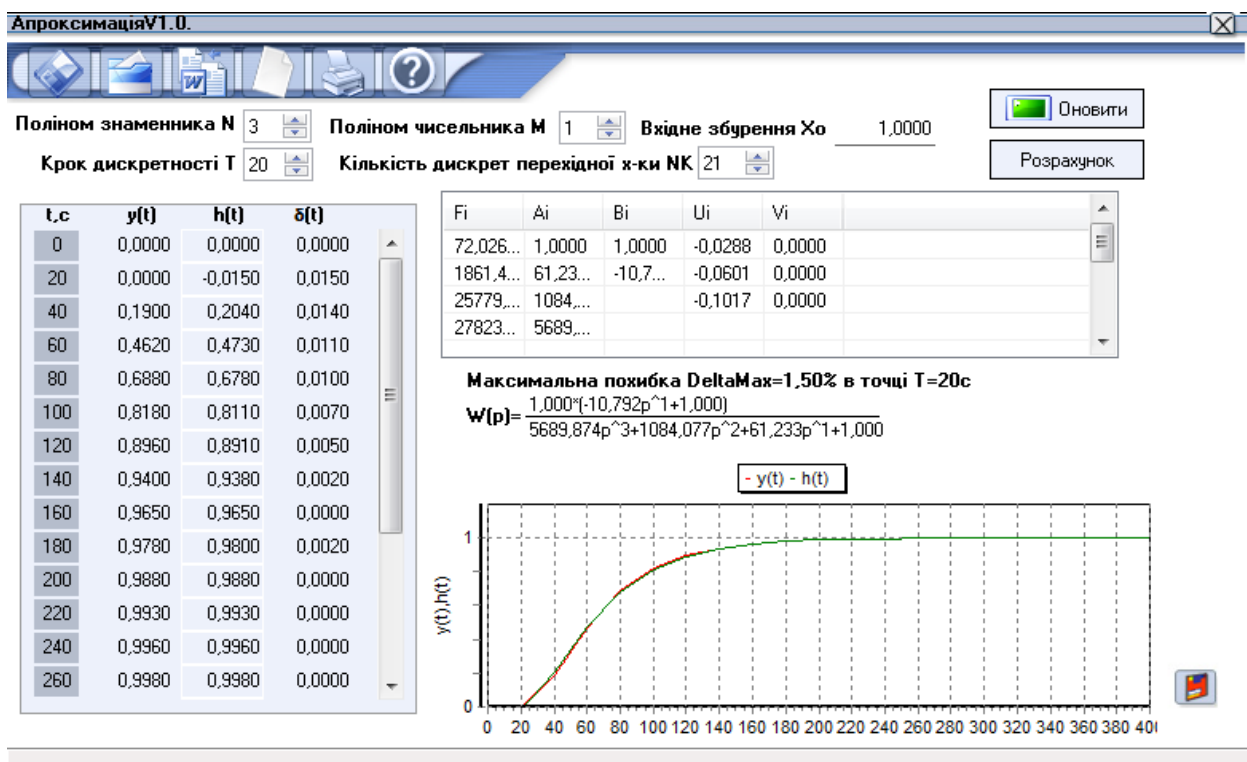 АпроксимаціяV1.0.
W
?
Поліном знаменника N 3 Поліном чисельника M 1 Вхідне збурення Xo 1,0000 Оновити
Крок дискретності T 20 Кількість дискрет перехідної х-ки NK 21 Розрахунок
t,c y(t) h(t) δ(t)
0 0,0000 0,0000 0,0000
20 0,0000 -0,0150 0,0150
40 0,1900 0,2040 0,0140
60 0,4620 0,4730 0,0110
80 0,6880 0,6780 0,0100
100 0,8180 0,8110 0,0070
120 0,8960 0,8910 0,0050
140 0,9400 0,9380 0,0020
160 0,9650 0,9650 0,0000
180 0,9780 0,9800 0,0020
200 0,9880 0,9880 0,0000
220 0,9930 0,9930 0,0000
240 0,9960 0,9960 0,0000
260 0,9980 0,9980 0,0000
Fi Ai Bi Ui Vi
72,026... 1,0000 1,0000 -0,0288 0,0000
1861,4... 61,23... -10,7... -0,0601 0,0000
25779,... 1084,... -0,1017 0,0000
27823... 5689,...
Максимальна похибка DeltaMax=1,50% в точці T=20c
W(p)= 1,000*(-10,792p^1+1,000)
5689,874p^3+1084,077p^2+61,233p^1+1,000
- y(t) - h(t)
y(t),h(t)
1
0
0 20 40 60 80 100 120 140 160 180 200 220 240 260 280 300 320 340 360 380 400